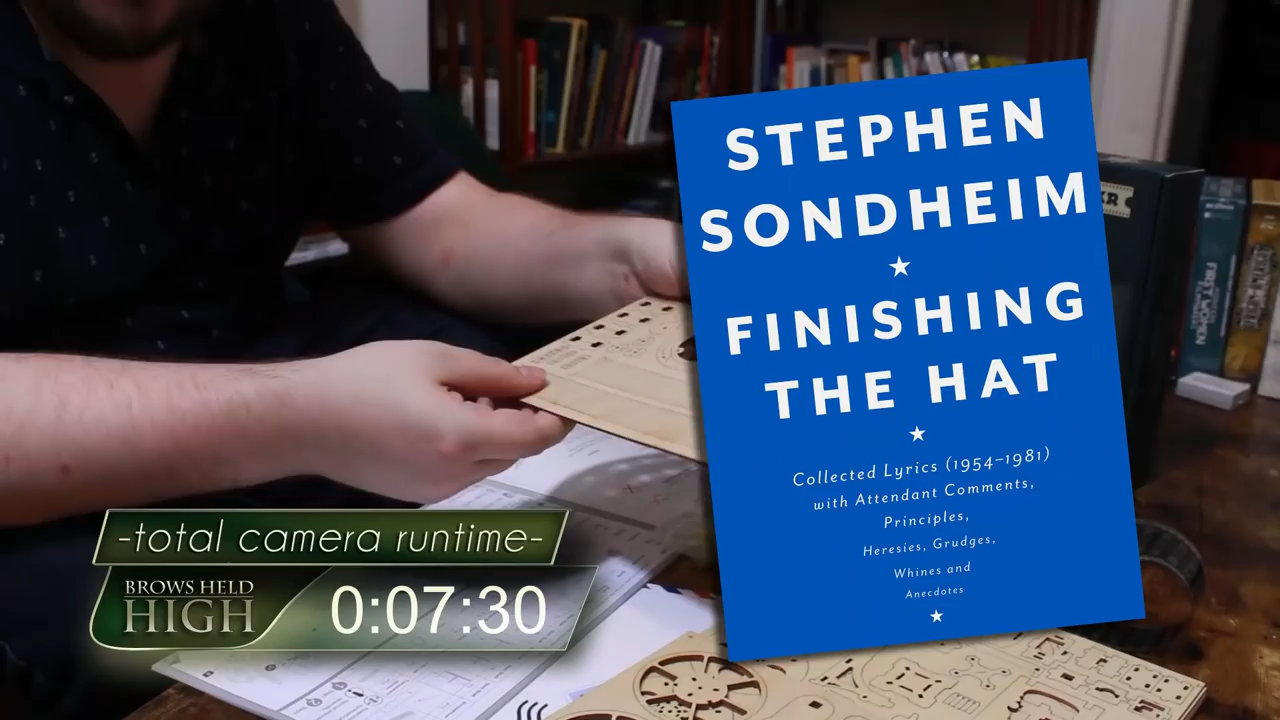 STEPHEN
SONDHEIM
FINISHING
THE HAT
Collected Lyrics (1954–1981)
with Attendant Comments,
Principles,
Heresies, Grudges,
Whines and
Anecdotes
-total camera runtime-
BROWS HELD
HIGH
0:07:30